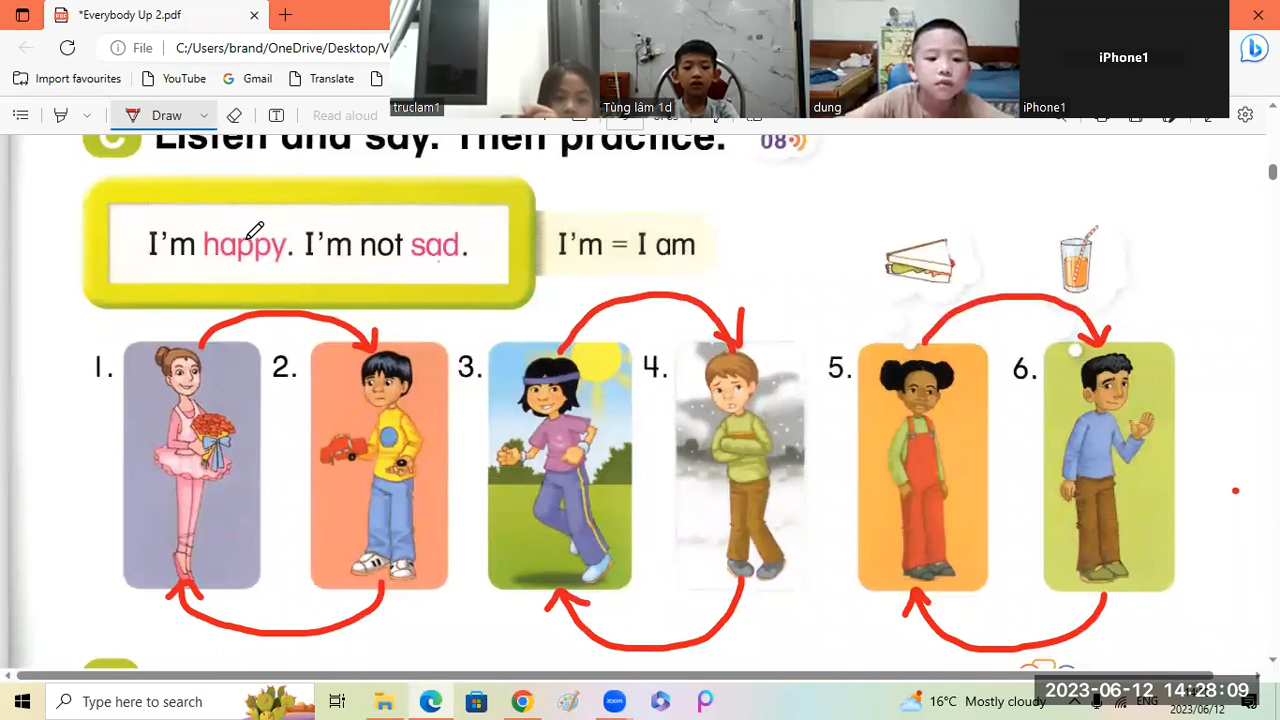 *Everybody Up 2.pdf
File C:/Users/brand/OneDrive/Desktop/V
Import favourites YouTube Gmail Translate
Draw Read aloud
truclam1 Tùng lâm 1d dung iPhone1
iPhone1
Listen and say. Then practice. 08
I'm happy. I'm not sad. I'm = I am
1. 2. 3. 4. 5. 6.
Type here to search
zoom
16°C Mostly cloudy ENG
2023-06-12 14:28:09
2023/06/12